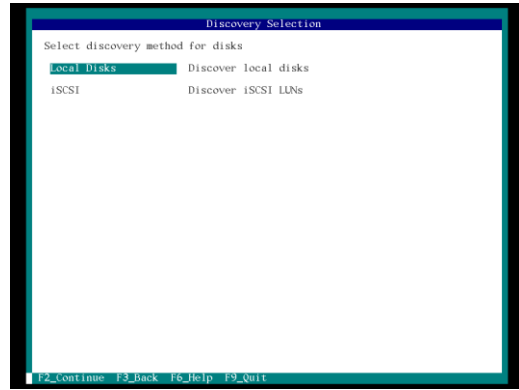 Discovery Selection
Select discovery method for disks
Local Disks Discover local disks
iSCSI Discover iSCSI LUNs
F2_Continue F3_Back F6_Help F9_Quit